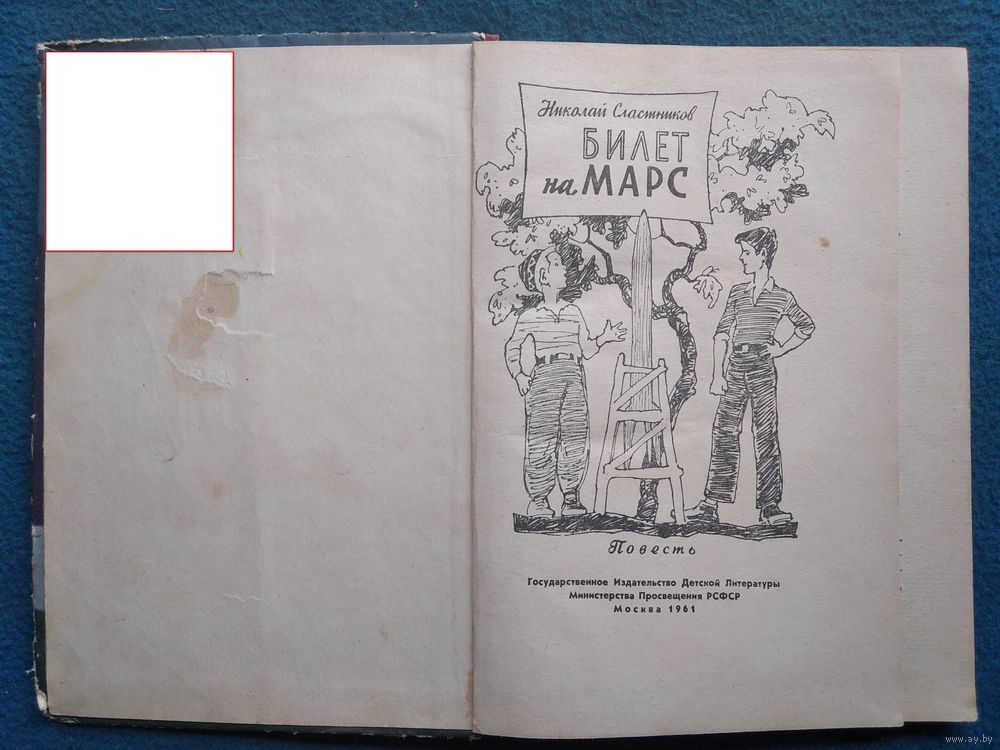 Николай Сластников
БИЛЕТ
на МАРС
Повесть
Государственное Издательство Детской Литературы
Министерства Просвещения РСФСР
Москва 1961
www.ay.by